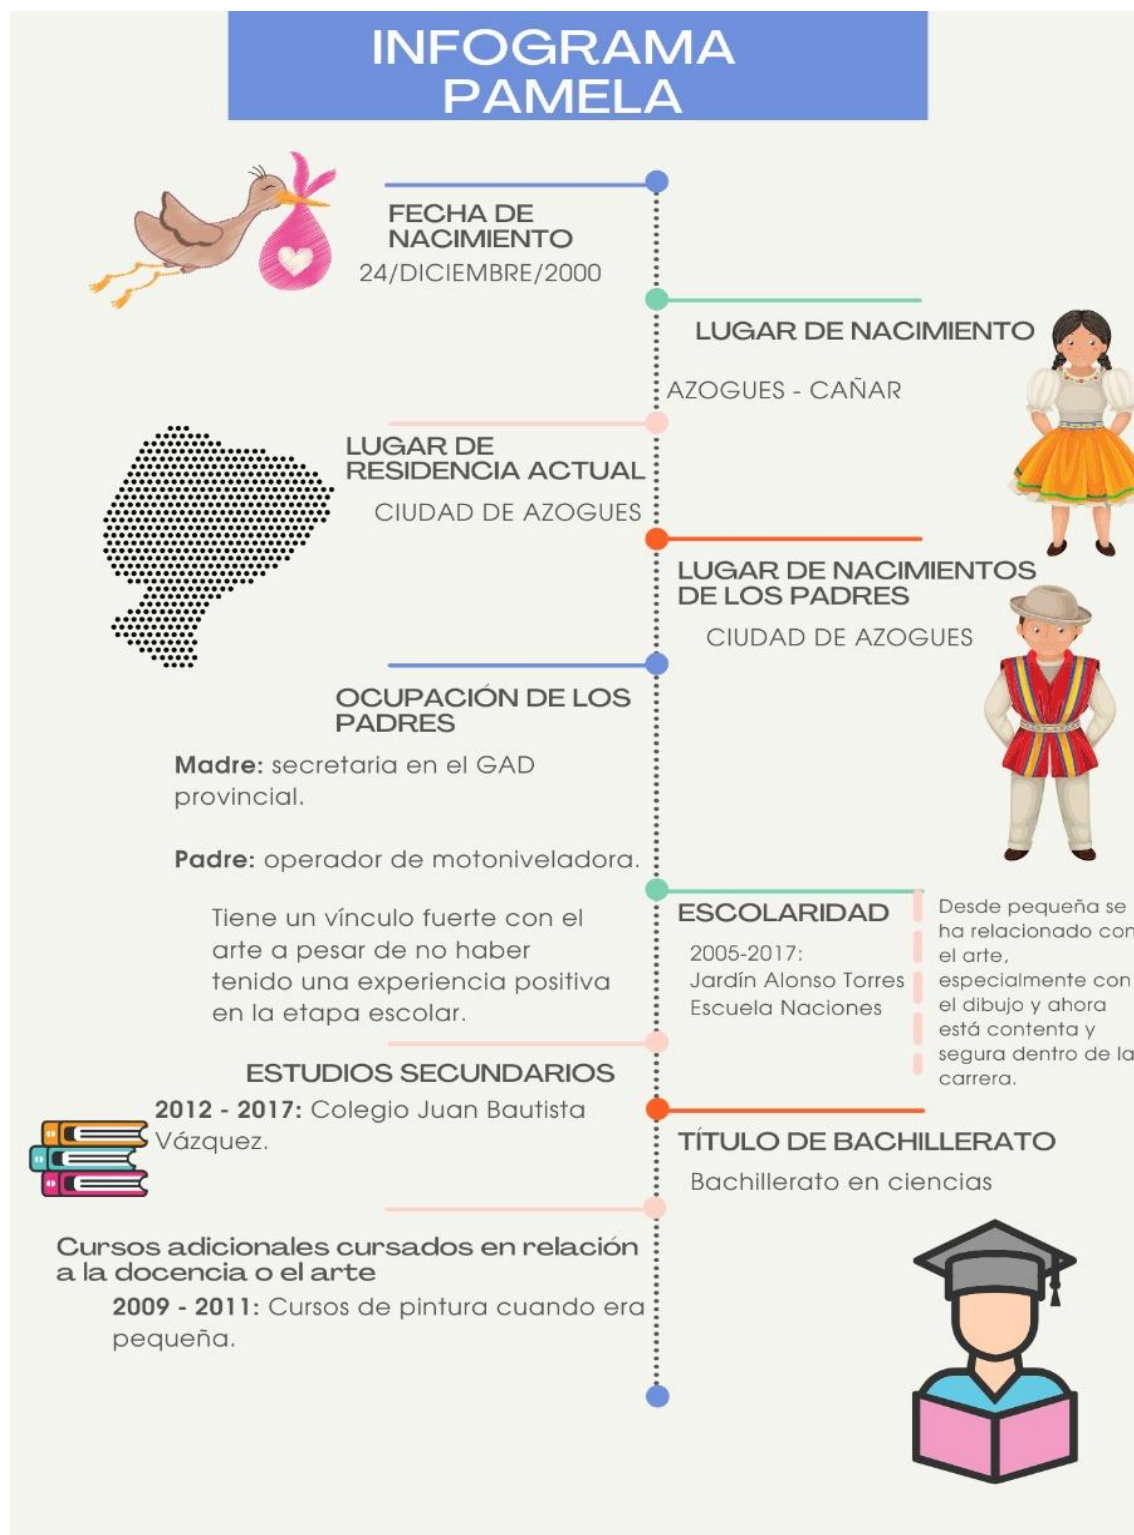 INFOGRAMA
PAMELA
FECHA DE
NACIMIENTO
24/DICIEMBRE/2000
LUGAR DE NACIMIENTO
AZOGUES - CAÑAR
LUGAR DE
RESIDENCIA ACTUAL
CIUDAD DE AZOGUES
LUGAR DE NACIMIENTOS
DE LOS PADRES
CIUDAD DE AZOGUES
OCUPACIÓN DE LOS
PADRES
Madre: secretaria en el GAD
provincial.
Padre: operador de motoniveladora.
Tiene un vínculo fuerte con el
arte a pesar de no haber
tenido una experiencia positiva
en la etapa escolar.
ESCOLARIDAD
2005-2017:
Jardín Alonso Torres
Escuela Naciones
Desde pequeña se
ha relacionado con
el arte,
especialmente con
el dibujo y ahora
está contenta y
segura dentro de la
carrera.
ESTUDIOS SECUNDARIOS
2012 - 2017: Colegio Juan Bautista
Vázquez.
TÍTULO DE BACHILLERATO
Bachillerato en ciencias
Cursos adicionales cursados en relación
a la docencia o el arte
2009 - 2011: Cursos de pintura cuando era
pequeña.